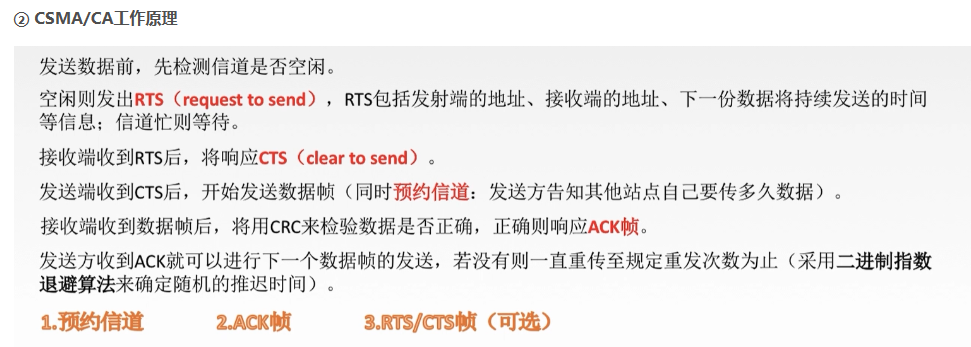 ② CSMA/CA工作原理
发送数据前，先检测信道是否空闲。
空闲则发出RTS（request to send），RTS包括发射端的地址、接收端的地址、下一份数据将持续发送的时间
等信息；信道忙则等待。
接收端收到RTS后，将响应CTS（clear to send）。
发送端收到CTS后，开始发送数据帧（同时预约信道：发送方告知其他站点自己要传多久数据）。
接收端收到数据帧后，将用CRC来检验数据是否正确，正确则响应ACK帧。
发送方收到ACK就可以进行下一个数据帧的发送，若没有则一直重传至规定重发次数为止（采用二进制指数
退避算法来确定随机的推迟时间）。
1.预约信道 2.ACK帧 3.RTS/CTS帧（可选）